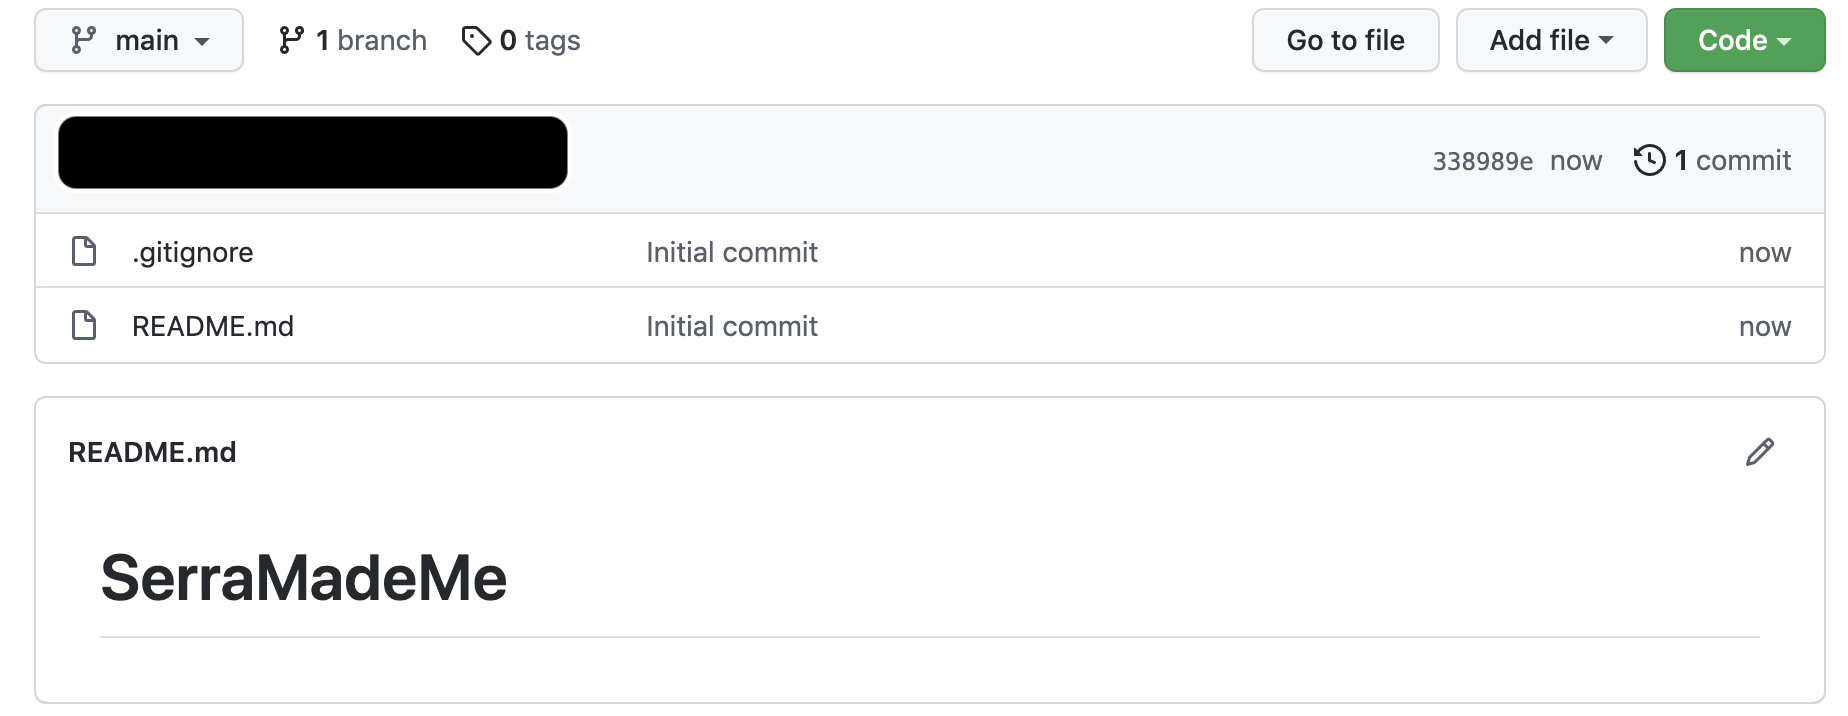 main 1 branch 0 tags Go to file Add file Code
338989e now 1 commit
.gitignore Initial commit now
README.md Initial commit now
README.md
SerraMadeMe